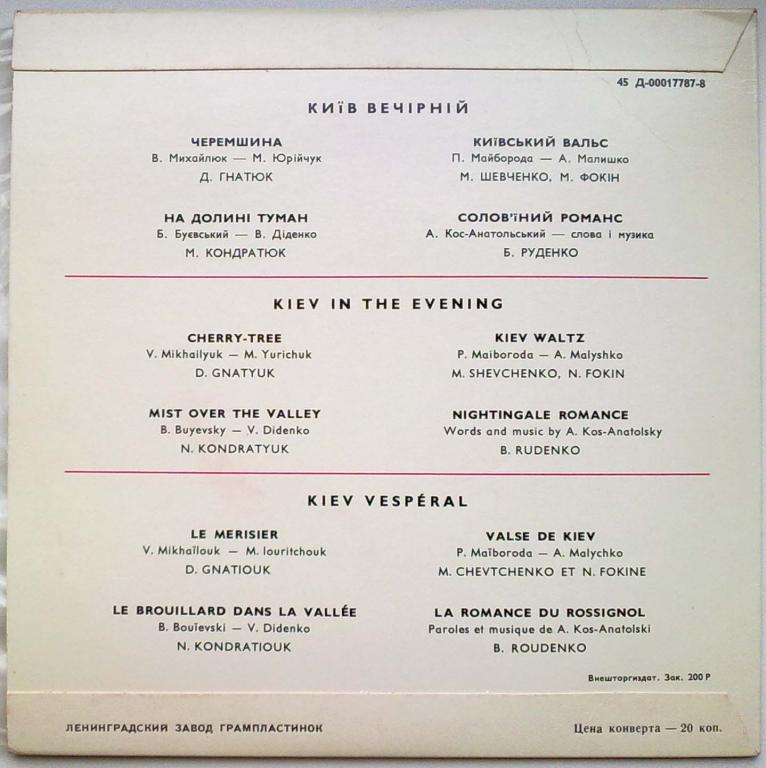 45 Д-00017787-8
КИЇВ ВЕЧІРНІЙ
ЧЕРЕМШИНА
В. Михайлюк — М. Юрійчук
Д. ГНАТЮК
КИЇВСЬКИЙ ВАЛЬС
П. Майборода — А. Малишко
М. ШЕВЧЕНКО, М. ФОКІН
НА ДОЛИНІ ТУМАН
Б. Буєвський — В. Діденко
М. КОНДРАТЮК
СОЛОВ'ЇНИЙ РОМАНС
А. Кос-Анатольський — слова і музика
Б. РУДЕНКО
KIEV IN THE EVENING
CHERRY-TREE
V. Mikhailyuk — M. Yurichuk
D. GNATYUK
KIEV WALTZ
P. Maiboroda — A. Malyshko
M. SHEVCHENKO, N. FOKIN
MIST OVER THE VALLEY
B. Buyevsky — V. Didenko
N. KONDRATYUK
NIGHTINGALE ROMANCE
Words and music by A. Kos-Anatolsky
B. RUDENKO
KIEV VESPÉRAL
LE MERISIER
V. Mikhaïlouk — M. Iouritchouk
D. GNATIOUK
VALSE DE KIEV
P. Maïboroda — A. Malychko
M. CHEVTCHENKO ET N. FOKINE
LE BROUILLARD DANS LA VALLÉE
B. Bouïevski — V. Didenko
N. KONDRATIOUK
LA ROMANCE DU ROSSIGNOL
Paroles et musique de A. Kos-Anatolski
B. ROUDENKO
Внешторгиздат. Зак. 200 Р
ЛЕНИНГРАДСКИЙ ЗАВОД ГРАМПЛАСТИНОК
Цена конверта — 20 коп.